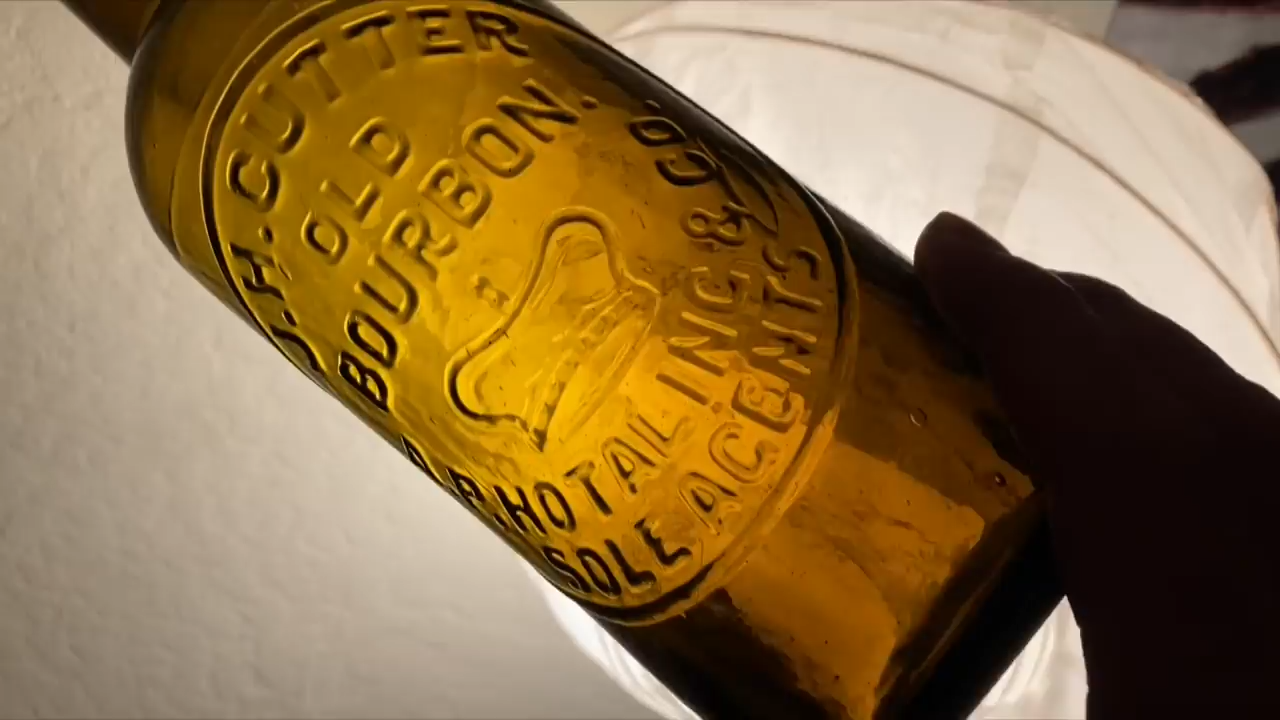 J.H. CUTTER
OLD
BOURBON.
A.P. HOTALING & CO.
SOLE AGENTS